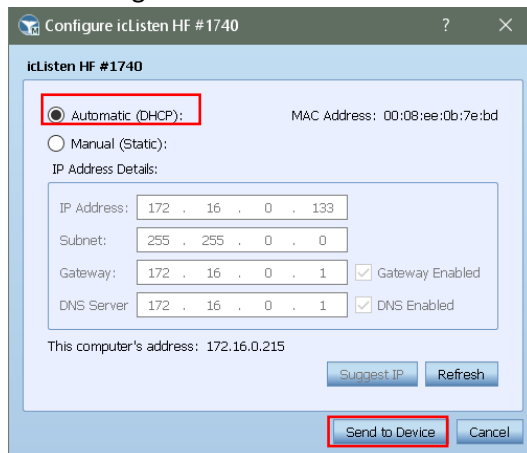 Configure icListen HF #1740 ? ×
icListen HF #1740
Automatic (DHCP): MAC Address: 00:08:ee:0b:7e:bd
Manual (Static):
IP Address Details:
IP Address: 172 . 16 . 0 . 133
Subnet: 255 . 255 . 0 . 0
Gateway: 172 . 16 . 0 . 1 Gateway Enabled
DNS Server 172 . 16 . 0 . 1 DNS Enabled
This computer's address: 172.16.0.215
Suggest IP Refresh
Send to Device Cancel